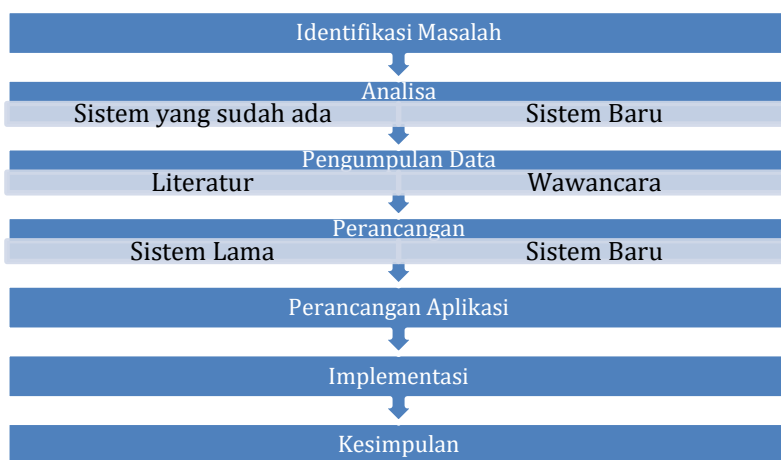 Identifikasi Masalah
Analisa
Sistem yang sudah ada Sistem Baru
Pengumpulan Data
Literatur Wawancara
Perancangan
Sistem Lama Sistem Baru
Perancangan Aplikasi
Implementasi
Kesimpulan